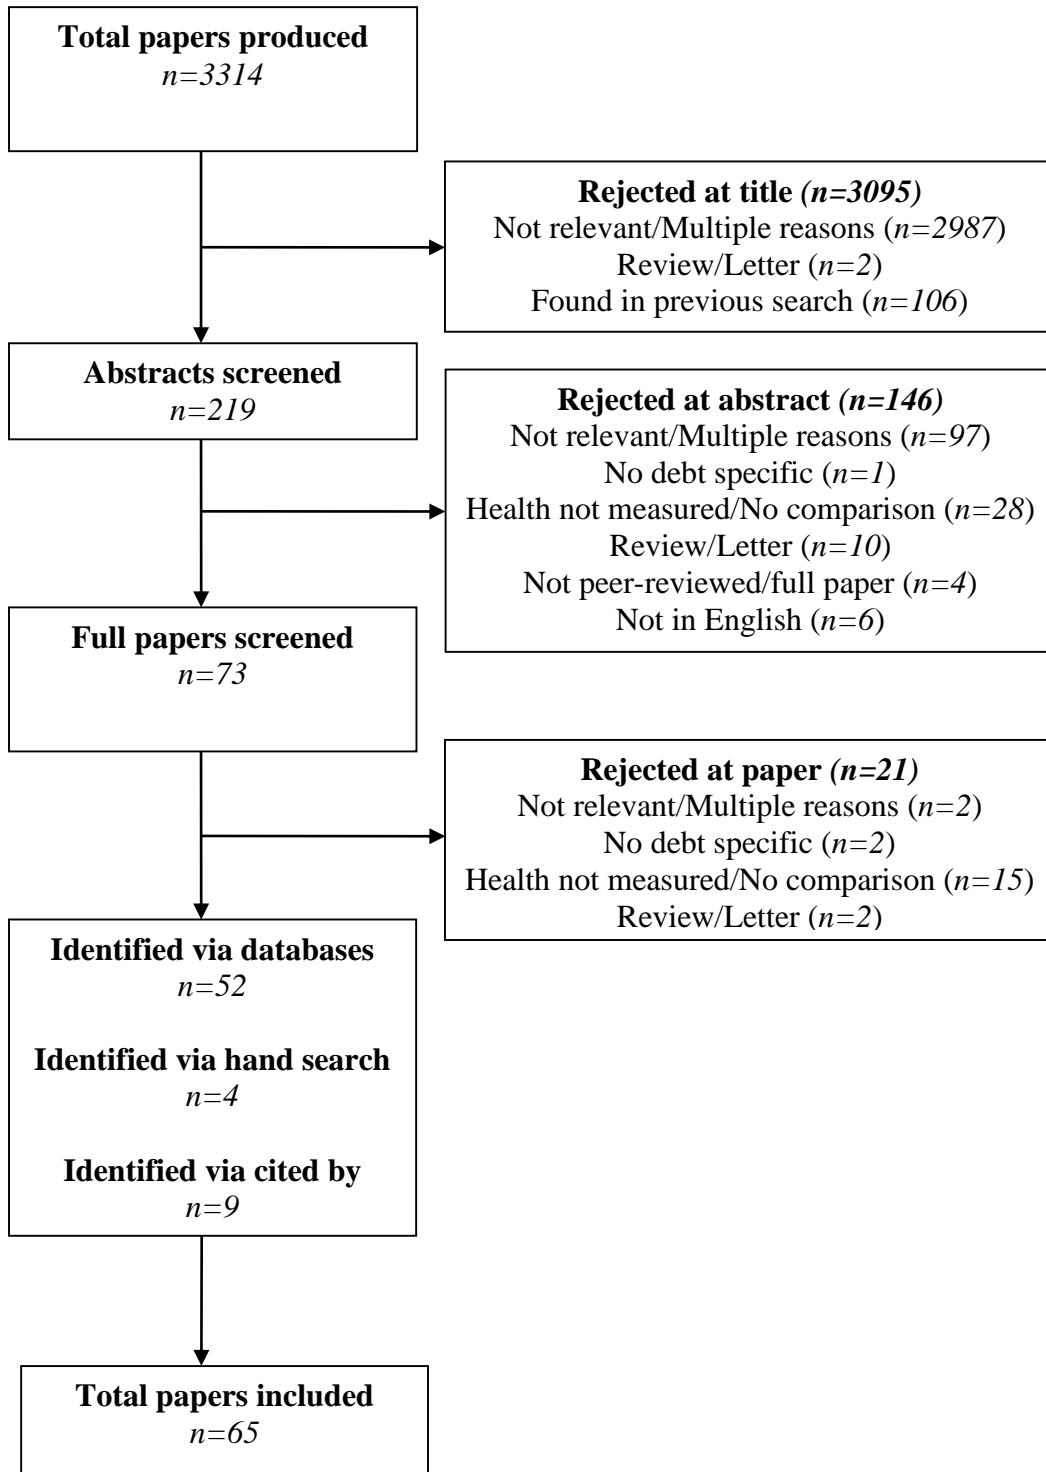 Total papers produced
n=3314
Rejected at title (n=3095)
Not relevant/Multiple reasons (n=2987)
Review/Letter (n=2)
Found in previous search (n=106)
Abstracts screened
n=219
Rejected at abstract (n=146)
Not relevant/Multiple reasons (n=97)
No debt specific (n=1)
Health not measured/No comparison (n=28)
Review/Letter (n=10)
Not peer-reviewed/full paper (n=4)
Not in English (n=6)
Full papers screened
n=73
Rejected at paper (n=21)
Not relevant/Multiple reasons (n=2)
No debt specific (n=2)
Health not measured/No comparison (n=15)
Review/Letter (n=2)
Identified via databases
n=52
Identified via hand search
n=4
Identified via cited by
n=9
Total papers included
n=65